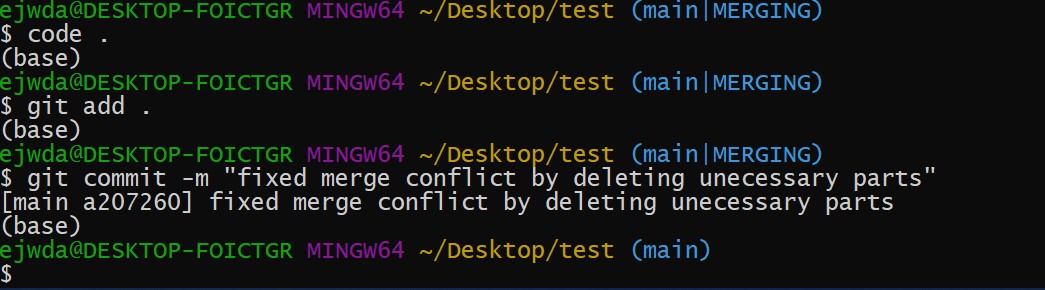 ejwda@DESKTOP-FOICTGR MINGW64 ~/Desktop/test (main|MERGING)
$ code .
(base)
ejwda@DESKTOP-FOICTGR MINGW64 ~/Desktop/test (main|MERGING)
$ git add .
(base)
ejwda@DESKTOP-FOICTGR MINGW64 ~/Desktop/test (main|MERGING)
$ git commit -m "fixed merge conflict by deleting unecessary parts"
[main a207260] fixed merge conflict by deleting unecessary parts
(base)
ejwda@DESKTOP-FOICTGR MINGW64 ~/Desktop/test (main)
$